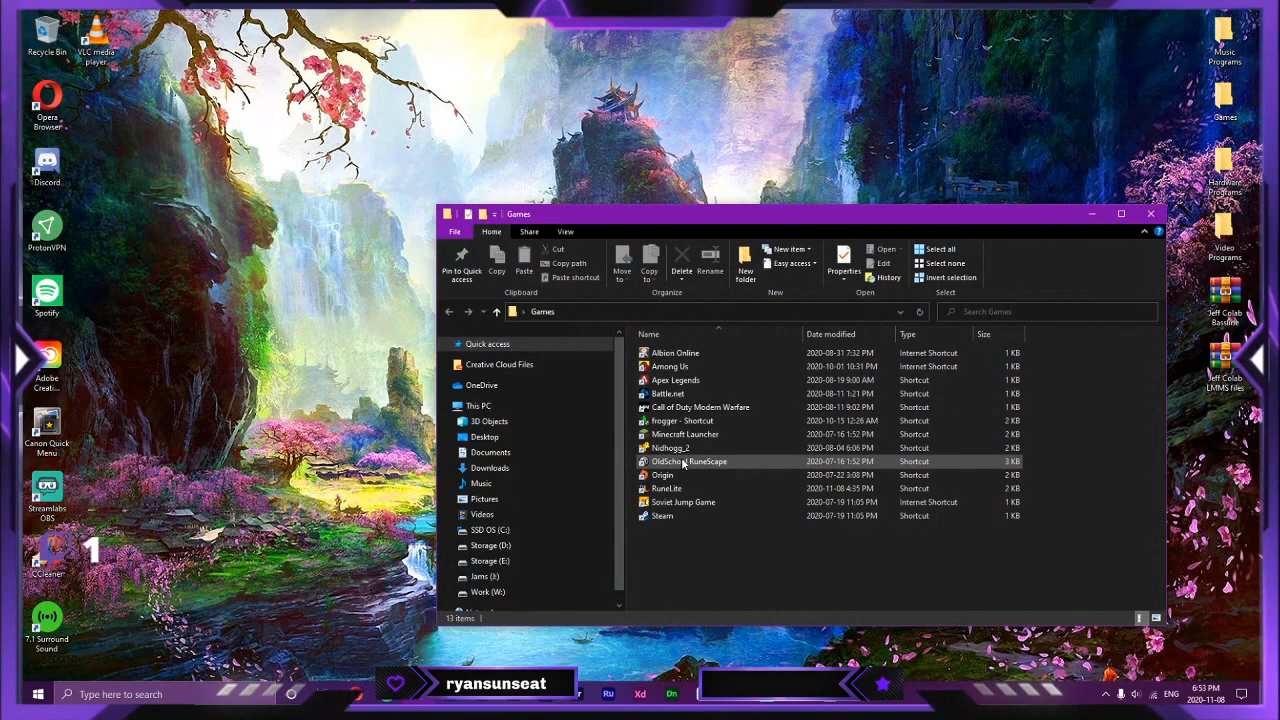 Recycle Bin
VLC media
player
Opera
Browser
Discord
ProtonVPN
Spotify
Adobe
Creati...
Canon Quick
Menu
Streamlabs
OBS
1
CCleaner
7.1 Surround
Sound
Music
Programs
Games
Hardware
Programs
Video
Programs
Jeff Colab
Bassline
Jeff Colab
LMMS files
Games
File
Home
Share
View
Pin to Quick
access
Copy
Paste
Cut
Copy path
Paste shortcut
Clipboard
Move
to
Copy
to
Delete
Rename
Organize
New
folder
New item
Easy access
New
Properties
Open
Edit
History
Open
Select all
Select none
Invert selection
Select
Games
Search Games
Quick access
Creative Cloud Files
OneDrive
This PC
3D Objects
Desktop
Documents
Downloads
Music
Pictures
Videos
SSD OS (C:)
Storage (D:)
Storage (E:)
Jams (J:)
Work (W:)
Name Date modified Type Size
Albion Online 2020-08-31 7:32 PM Internet Shortcut 1 KB
Among Us 2020-10-01 10:31 PM Internet Shortcut 1 KB
Apex Legends 2020-08-19 9:00 AM Shortcut 1 KB
Battle.net 2020-08-11 1:21 PM Shortcut 1 KB
Call of Duty Modern Warfare 2020-08-11 9:02 PM Shortcut 1 KB
frogger - Shortcut 2020-10-15 12:26 AM Shortcut 2 KB
Minecraft Launcher 2020-07-16 1:52 PM Shortcut 2 KB
Nidhogg_2 2020-08-04 6:06 PM Shortcut 1 KB
OldSchool RuneScape 2020-07-16 1:52 PM Shortcut 3 KB
Origin 2020-07-22 3:08 PM Shortcut 2 KB
RuneLite 2020-11-08 4:35 PM Shortcut 2 KB
Soviet Jump Game 2020-07-19 11:05 PM Internet Shortcut 1 KB
Steam 2020-07-19 11:05 PM Shortcut 1 KB
13 items
Type here to search
ryansunseat
Ru
Xd
Dn
ENG
6:53 PM
2020-11-08